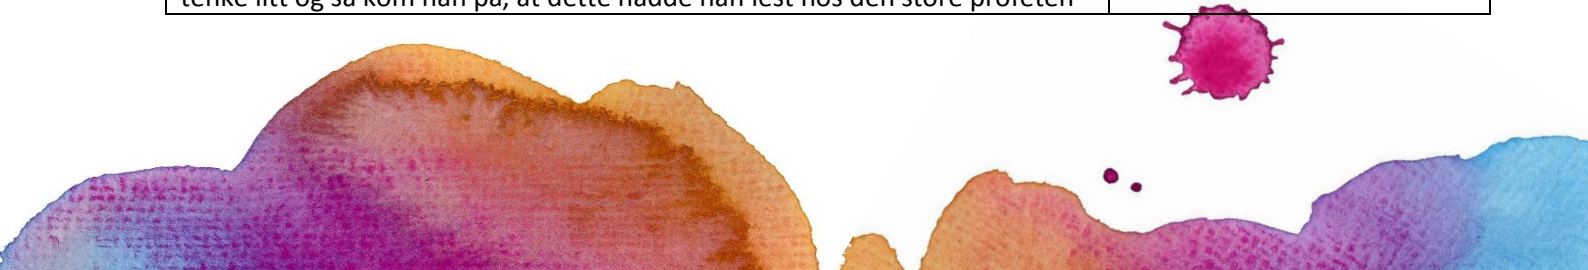 tenke litt og så kom han på, at dette hadde han lest hos den store profeten